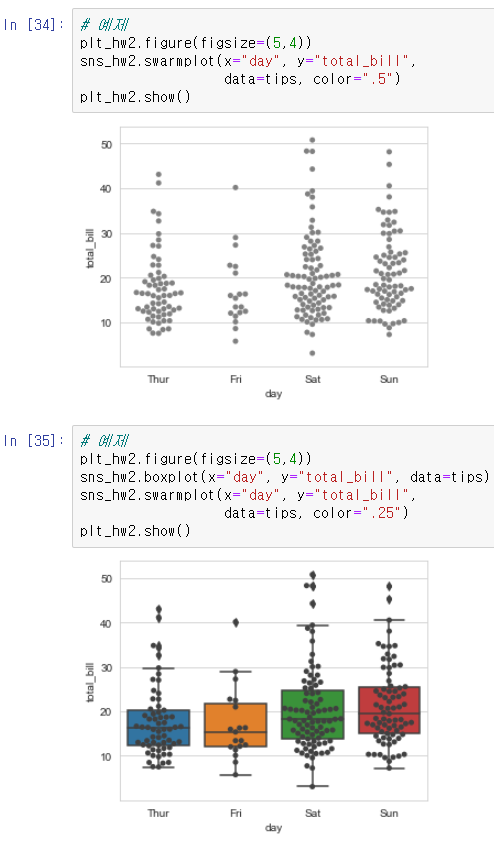 In [34]:
# 예제
plt_hw2.figure(figsize=(5,4))
sns_hw2.swarmplot(x="day", y="total_bill",
data=tips, color=".5")
plt_hw2.show()
50
40
30
20
10
total_bill
Thur Fri Sat Sun
day
In [35]:
# 예제
plt_hw2.figure(figsize=(5,4))
sns_hw2.boxplot(x="day", y="total_bill", data=tips)
sns_hw2.swarmplot(x="day", y="total_bill",
data=tips, color=".25")
plt_hw2.show()
50
40
30
20
10
total_bill
Thur Fri Sat Sun
day